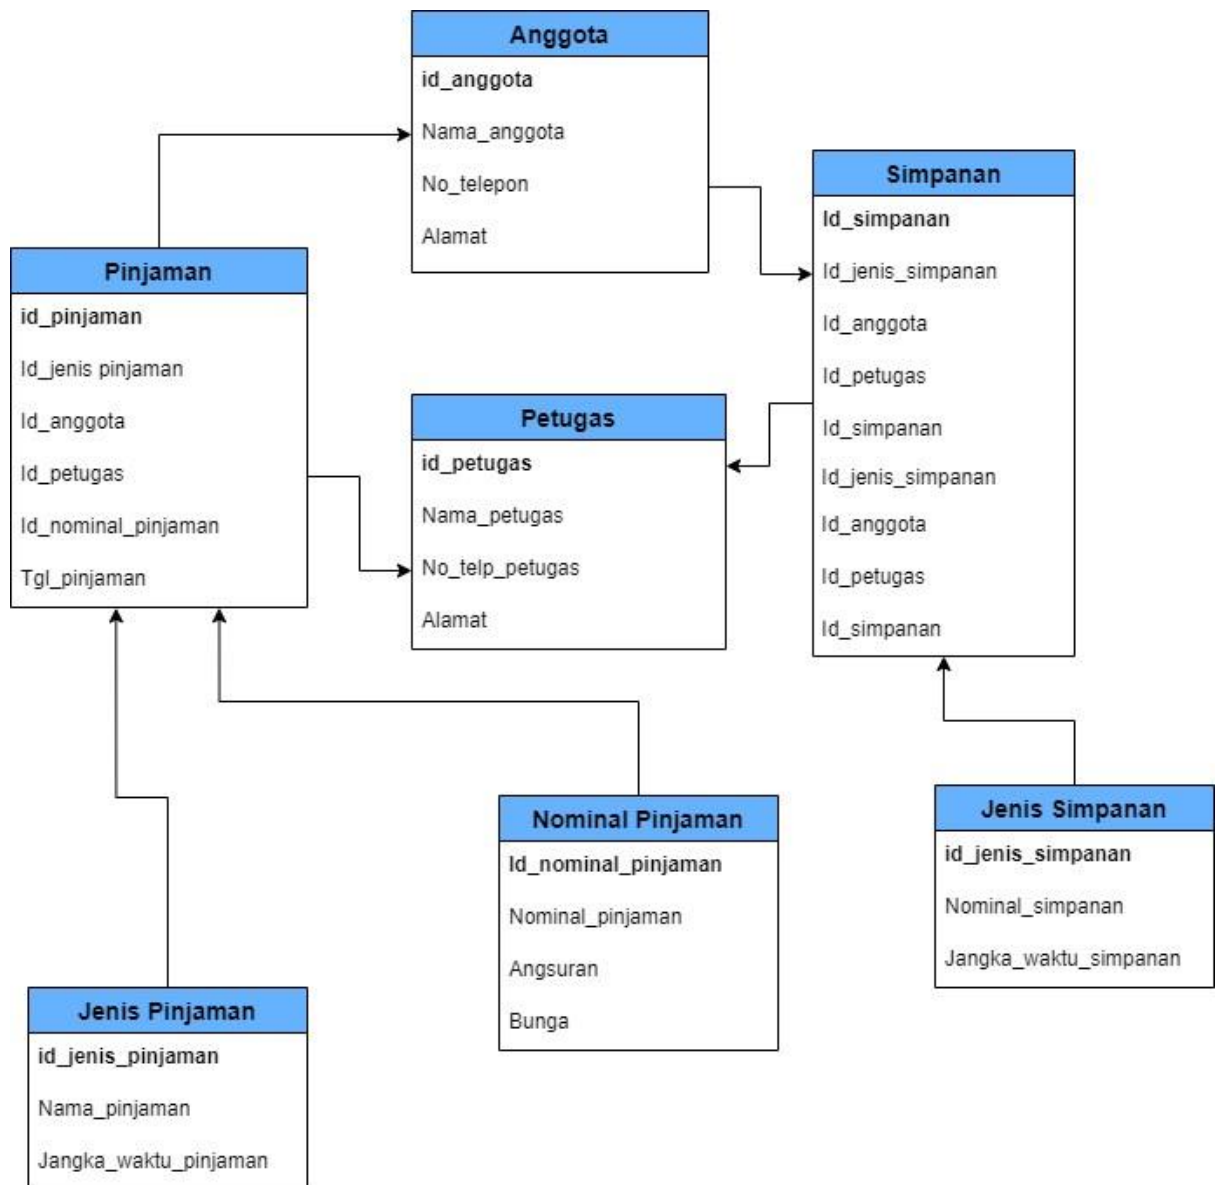 Anggota
id_anggota
Nama_anggota
No_telepon
Alamat
Simpanan
Id_simpanan
Id_jenis_simpanan
Id_anggota
Id_petugas
Id_simpanan
Id_jenis_simpanan
Id_anggota
Id_petugas
Id_simpanan
Pinjaman
id_pinjaman
Id_jenis pinjaman
Id_anggota
Id_petugas
Id_nominal_pinjaman
Tgl_pinjaman
Petugas
id_petugas
Nama_petugas
No_telp_petugas
Alamat
Nominal Pinjaman
Id_nominal_pinjaman
Nominal_pinjaman
Angsuran
Bunga
Jenis Simpanan
id_jenis_simpanan
Nominal_simpanan
Jangka_waktu_simpanan
Jenis Pinjaman
id_jenis_pinjaman
Nama_pinjaman
Jangka_waktu_pinjaman